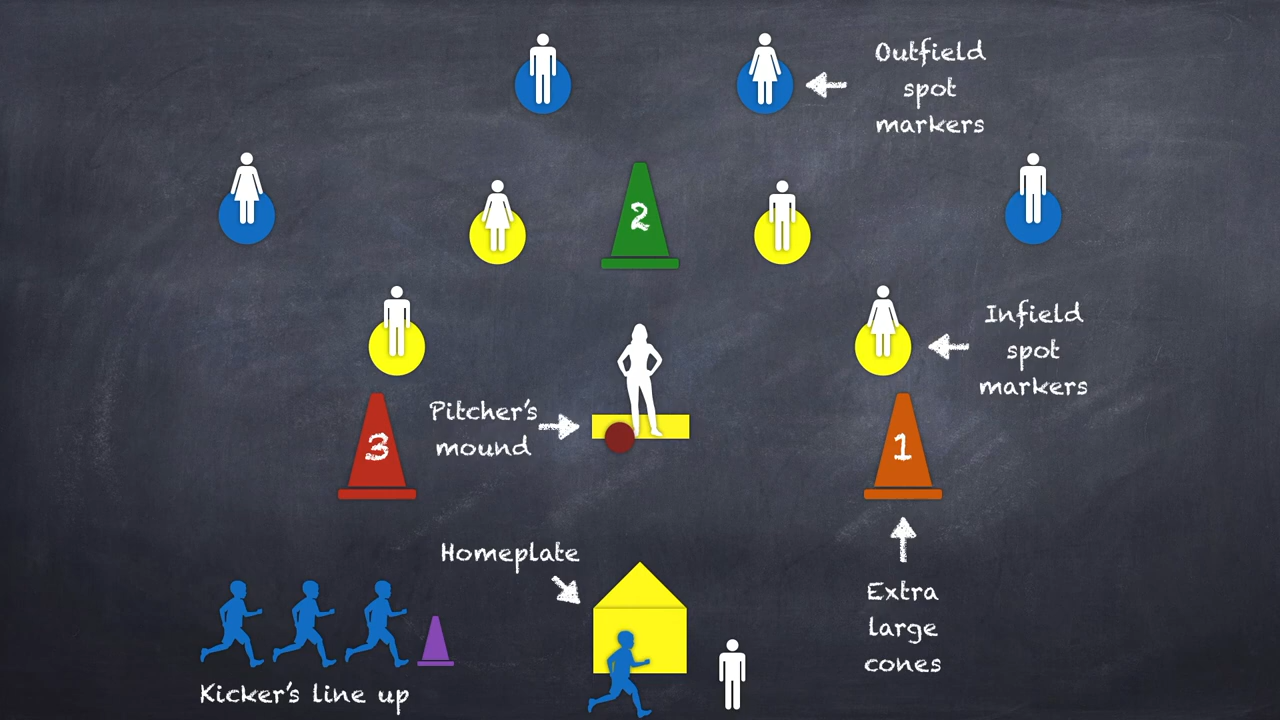 Outfield
spot
markers
2
Infield
spot
markers
Pitcher's
mound
3
1
Homeplate
Extra
large
cones
Kicker's line up